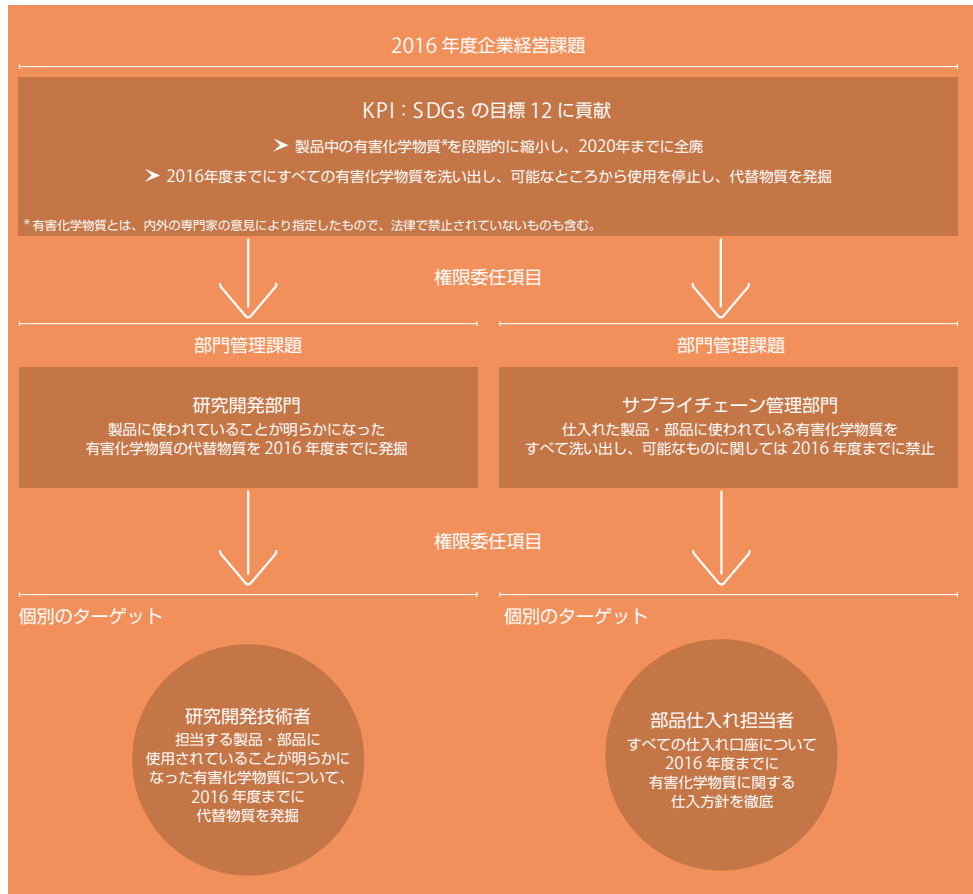 2016 年度企業経営課題
KPI：SDGs の目標 12 に貢献
➤ 製品中の有害化学物質*を段階的に縮小し、2020年までに全廃
➤ 2016年度までにすべての有害化学物質を洗い出し、可能なところから使用を停止し、代替物質を発掘
* 有害化学物質とは、内外の専門家の意見により指定したもので、法律で禁止されていないものも含む。
権限委任項目
部門管理課題
研究開発部門
製品に使われていることが明らかになった
有害化学物質の代替物質を 2016 年度までに発掘
部門管理課題
サプライチェーン管理部門
仕入れた製品・部品に使われている有害化学物質を
すべて洗い出し、可能なものに関しては 2016 年度までに禁止
権限委任項目
個別のターゲット
研究開発技術者
担当する製品・部品に
使用されていることが明らかに
なった有害化学物質について、
2016 年度までに
代替物質を発掘
個別のターゲット
部品仕入れ担当者
すべての仕入れ口座について
2016 年度までに
有害化学物質に関する
仕入方針を徹底